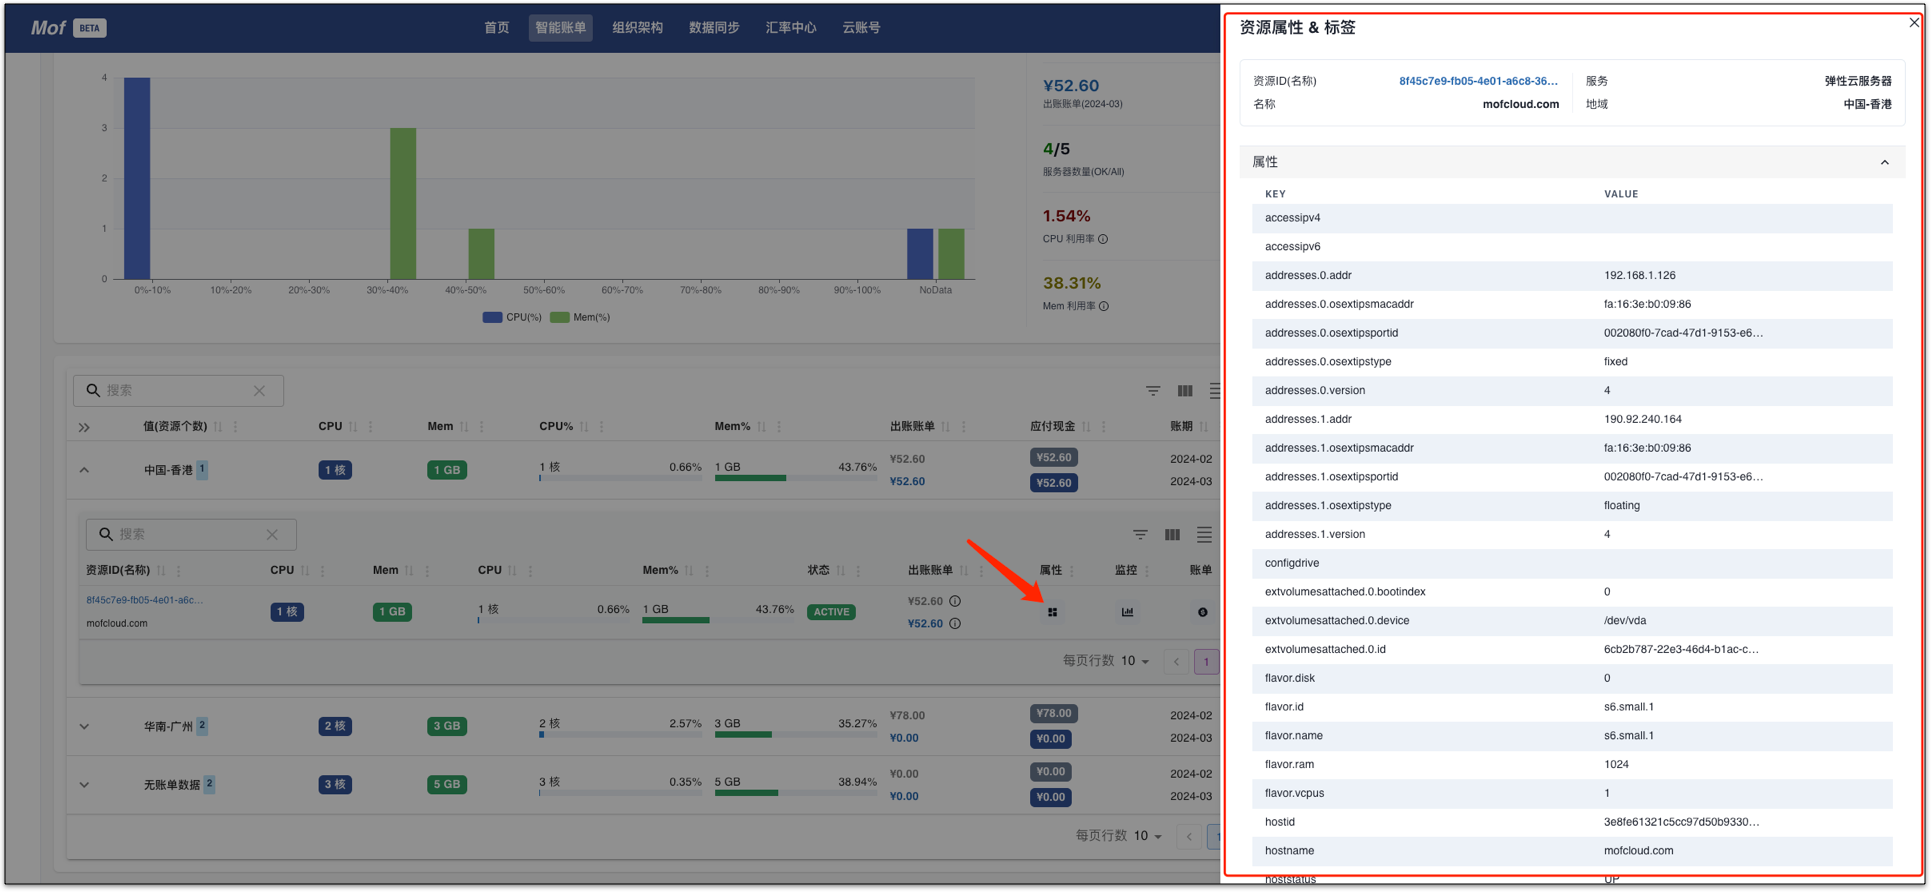 Mof BETA
首页 智能账单 组织架构 数据同步 汇率中心 云账号
4
3
2
1
0
0%-10% 10%-20% 20%-30% 30%-40% 40%-50% 50%-60% 60%-70% 70%-80% 80%-90% 90%-100% NoData
CPU(%) Mem(%)
¥52.60
出账账单(2024-03)
4/5
服务器数量(OK/All)
1.54%
CPU 利用率
38.31%
Mem 利用率
搜索
值(资源个数) CPU Mem CPU% Mem% 出账账单 应付现金 账期
中国-香港 1 1 核 1 GB 1 核 0.66% 1 GB 43.76% ¥52.60 ¥52.60 2024-02
¥52.60 ¥52.60 2024-03
搜索
资源ID(名称) CPU Mem CPU Mem% 状态 出账账单 属性 监控 账单
8f45c7e9-fb05-4e01-a6c... 1 核 1 GB 1 核 0.66% 1 GB 43.76% ACTIVE ¥52.60
mofcloud.com ¥52.60
每页行数 10 1
华南-广州 2 2 核 3 GB 2 核 2.57% 3 GB 35.27% ¥78.00 ¥78.00 2024-02
¥0.00 ¥0.00 2024-03
无账单数据 2 3 核 5 GB 3 核 0.35% 5 GB 38.94% ¥0.00 ¥0.00 2024-02
¥0.00 ¥0.00 2024-03
每页行数 10 1
资源属性 & 标签
资源ID(名称) 8f45c7e9-fb05-4e01-a6c8-36... 服务 弹性云服务器
名称 mofcloud.com 地域 中国-香港
属性
KEY VALUE
accessipv4
accessipv6
addresses.0.addr 192.168.1.126
addresses.0.osextipsmacaddr fa:16:3e:b0:09:86
addresses.0.osextipsportid 002080f0-7cad-47d1-9153-e6...
addresses.0.osextipstype fixed
addresses.0.version 4
addresses.1.addr 190.92.240.164
addresses.1.osextipsmacaddr fa:16:3e:b0:09:86
addresses.1.osextipsportid 002080f0-7cad-47d1-9153-e6...
addresses.1.osextipstype floating
addresses.1.version 4
configdrive
extvolumesattached.0.bootindex 0
extvolumesattached.0.device /dev/vda
extvolumesattached.0.id 6cb2b787-22e3-46d4-b1ac-c...
flavor.disk 0
flavor.id s6.small.1
flavor.name s6.small.1
flavor.ram 1024
flavor.vcpus 1
hostid 3e8fe61321c5cc97d50b9330...
hostname mofcloud.com
hoststatus UP